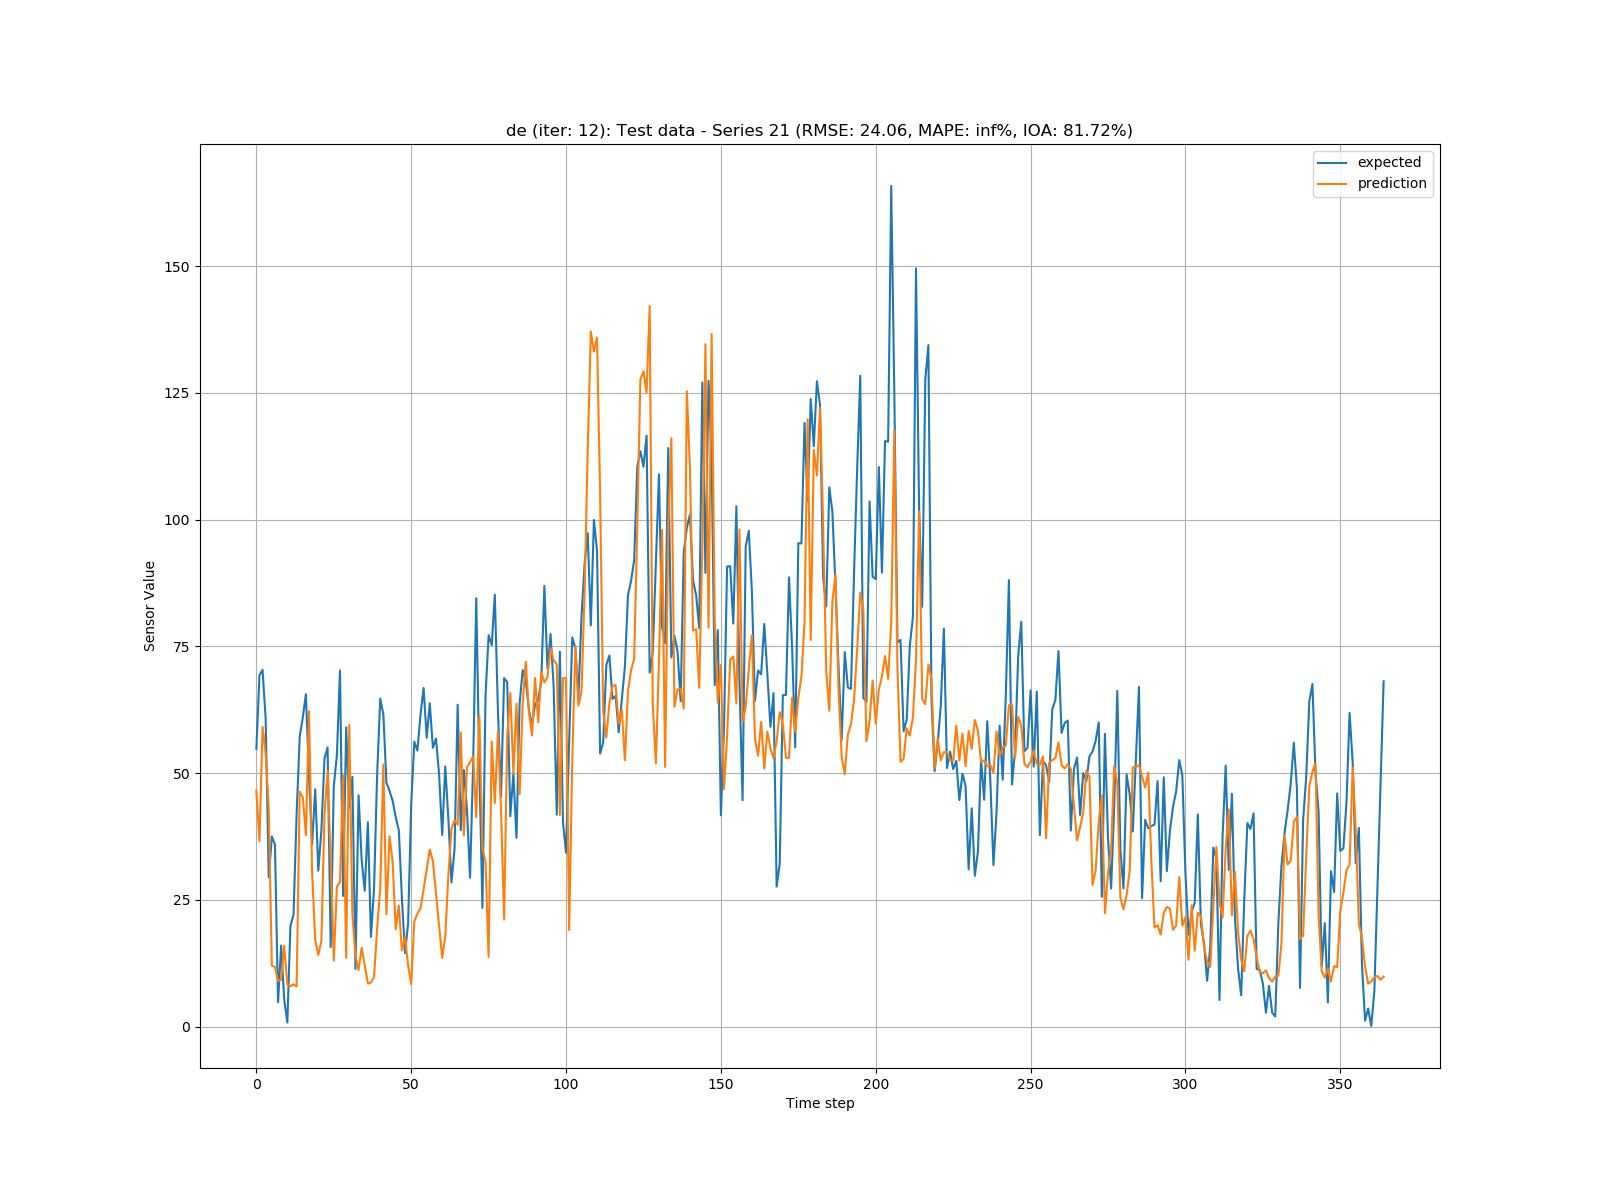 de (iter: 12): Test data - Series 21 (RMSE: 24.06, MAPE: inf%, IOA: 81.72%)
expected
prediction
150
125
100
75
50
25
0
Sensor Value
0 50 100 150 200 250 300 350
Time step